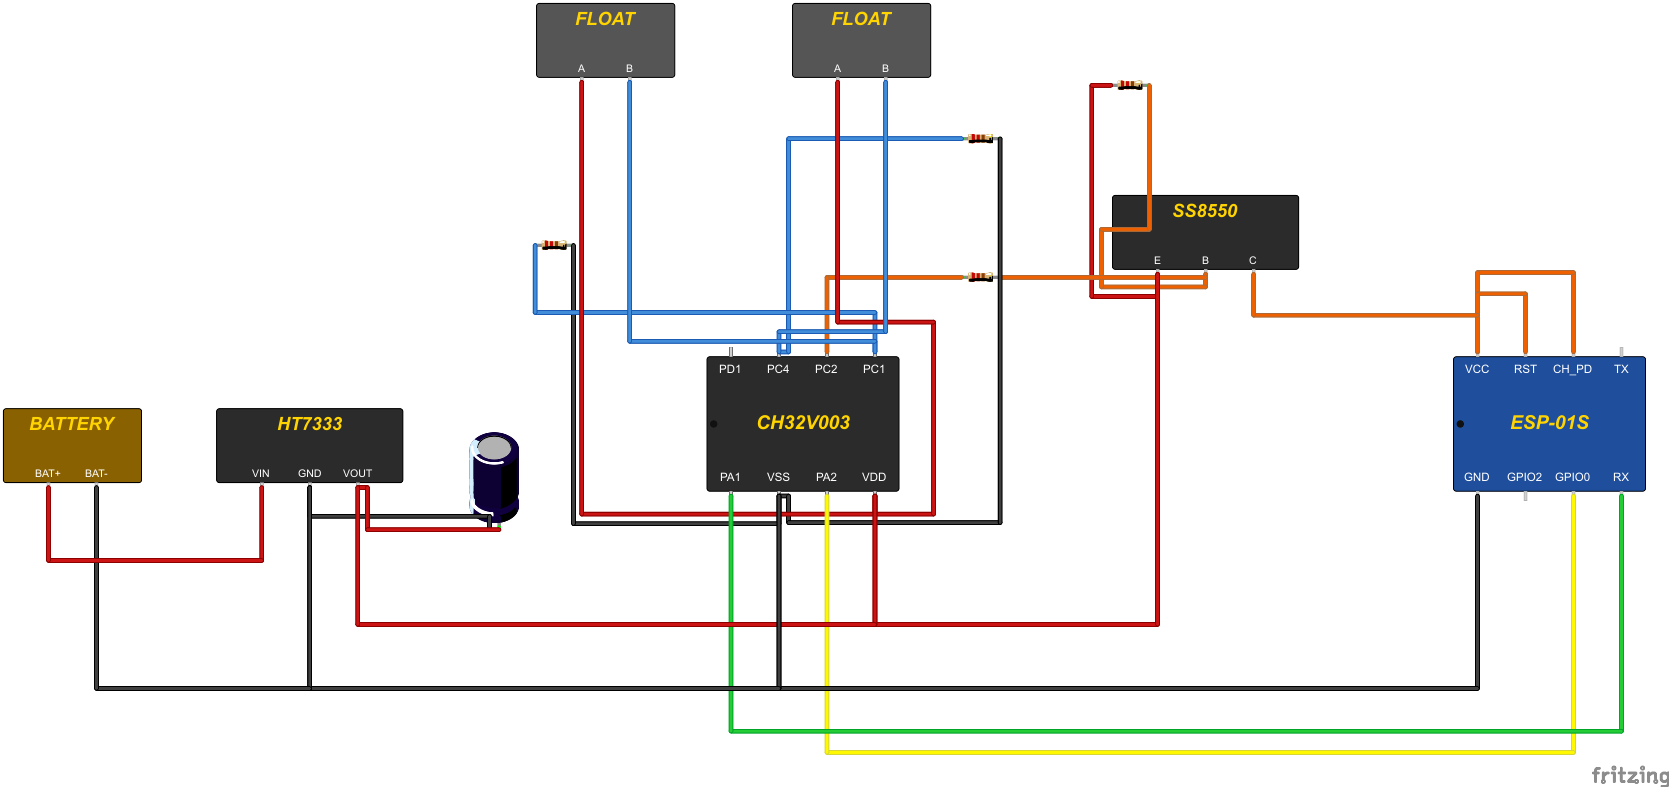 FLOAT
A B
FLOAT
A B
SS8550
E B C
BATTERY
BAT+ BAT-
HT7333
VIN GND VOUT
PD1 PC4 PC2 PC1
CH32V003
PA1 VSS PA2 VDD
VCC RST CH_PD TX
ESP-01S
GND GPIO2 GPIO0 RX
fritzing